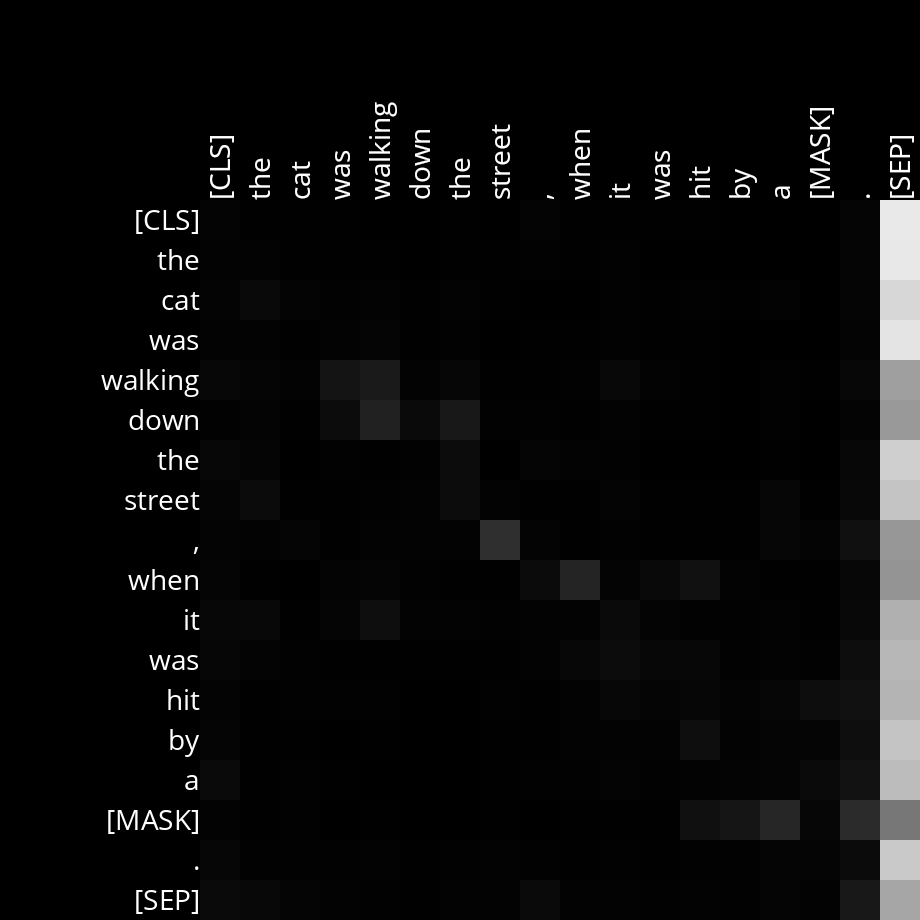 [CLS] the cat was walking down the street , when it was hit by a [MASK] . [SEP]
[CLS]
the
cat
was
walking
down
the
street
,
when
it
was
hit
by
a
[MASK]
.
[SEP]